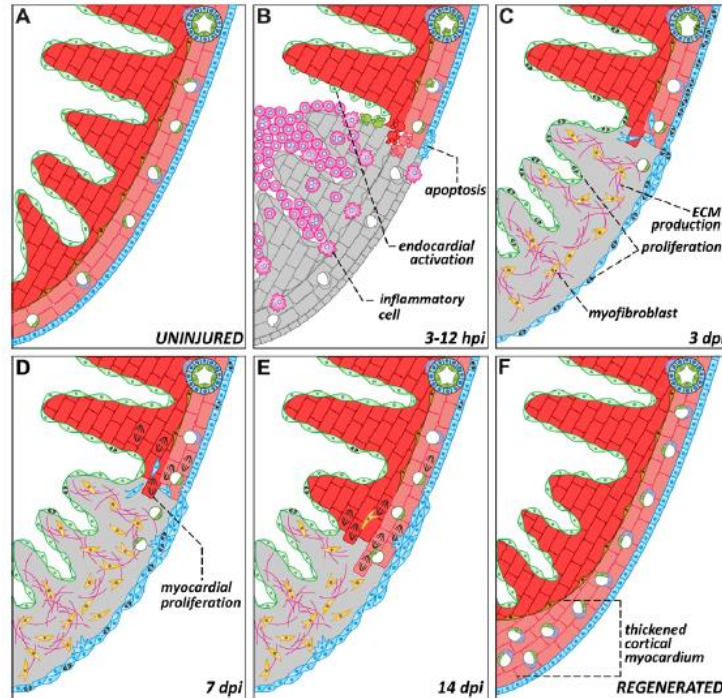 A
UNINJURED
B
apoptosis
endocardial
activation
inflammatory
cell
3-12 hpi
C
ECM
production
proliferation
myofibroblast
3 dpi
D
myocardial
proliferation
7 dpi
E
14 dpi
F
thickened
cortical
myocardium
REGENERATED